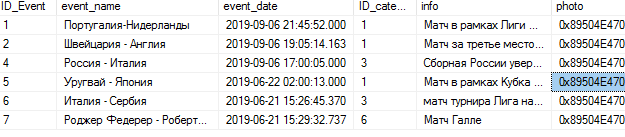 ID_Event event_name event_date ID_cate... info photo
1 Португалия-Нидерланды 2019-09-06 21:45:52.000 1 Матч в рамках Лиги ... 0x89504E470
2 Швейцария - Англия 2019-09-06 19:05:14.163 1 Матч за третье место... 0x89504E470
4 Россия - Италия 2019-09-06 17:00:05.000 3 Сборная России увер... 0x89504E470
5 Уругвай - Япония 2019-06-22 02:00:13.000 1 Матч в рамках Кубка ... 0x89504E470
6 Италия - Сербия 2019-06-21 15:26:45.370 3 матч турнира Лига на... 0x89504E470
7 Роджер Федерер - Роберт... 2019-06-21 15:29:32.737 6 Матч Галле 0x89504E470